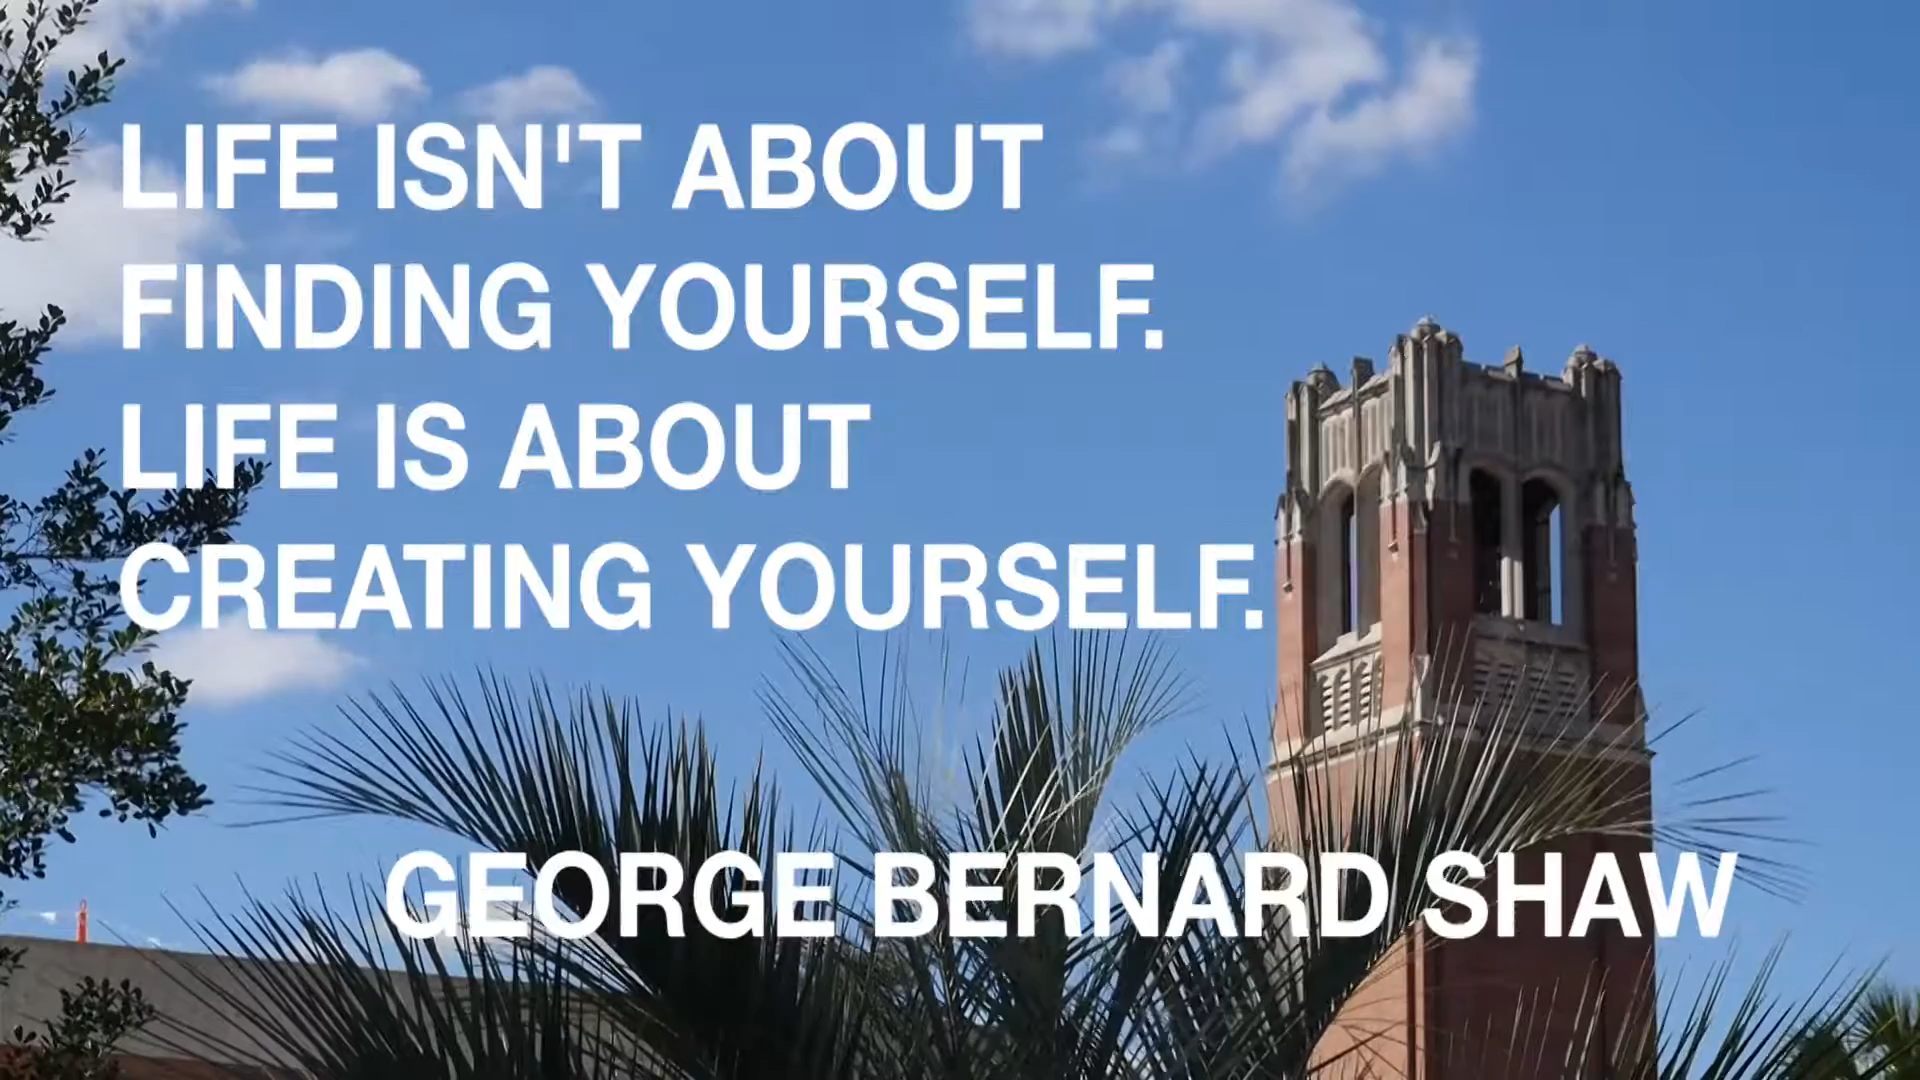 LIFE ISN'T ABOUT
FINDING YOURSELF.
LIFE IS ABOUT
CREATING YOURSELF.
GEORGE BERNARD SHAW